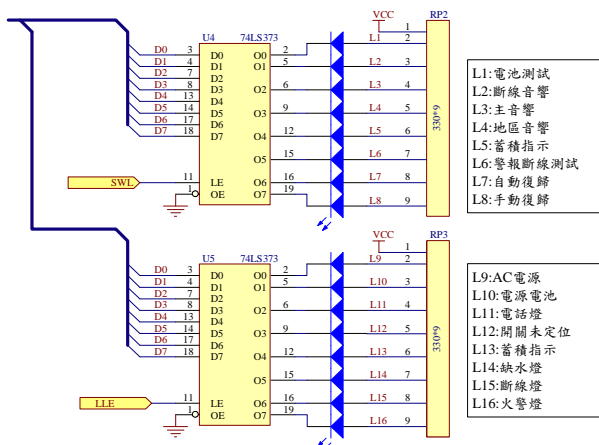 U4 74LS373
VCC
RP2
D0 3 D0 O0 2 L1 1
2
D1 4 D1 O1 5 L2 3
D2 7 D2
D3 8 D3 O2 6 L3 4
D4 13 D4
D5 14 D5 O3 9 L4 5
D6 17 D6
D7 18 D7 O4 12 L5 6
O5 15 L6 7
SWL 11 LE O6 16 L7 8
1 OE O7 19 L8 9
330*9
L1:電池測試
L2:斷線音響
L3:主音響
L4:地區音響
L5:蓄積指示
L6:警報斷線測試
L7:自動復歸
L8:手動復歸
U5 74LS373
VCC
RP3
D0 3 D0 O0 2 L9 1
2
D1 4 D1 O1 5 L10 3
D2 7 D2
D3 8 D3 O2 6 L11 4
D4 13 D4
D5 14 D5 O3 9 L12 5
D6 17 D6
D7 18 D7 O4 12 L13 6
O5 15 L14 7
LLE 11 LE O6 16 L15 8
1 OE O7 19 L16 9
330*9
L9:AC電源
L10:電源電池
L11:電話燈
L12:開關未定位
L13:蓄積指示
L14:缺水燈
L15:斷線燈
L16:火警燈